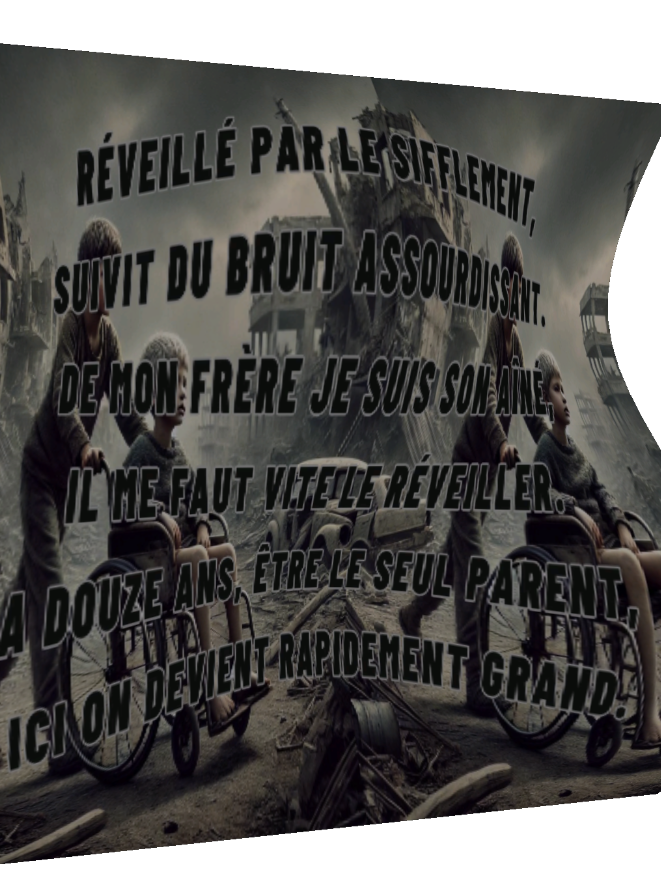 RÉVEILLÉ PAR LE SIFFLEMENT,
SUIVIT DU BRUIT ASSOURDISSANT.
DE MON FRÈRE JE SUIS SON AÎNÉ,
IL ME FAUT VITE LE RÉVEILLER.
A DOUZE ANS, ÊTRE LE SEUL PARENT,
ICI ON DEVIENT RAPIDEMENT GRAND.